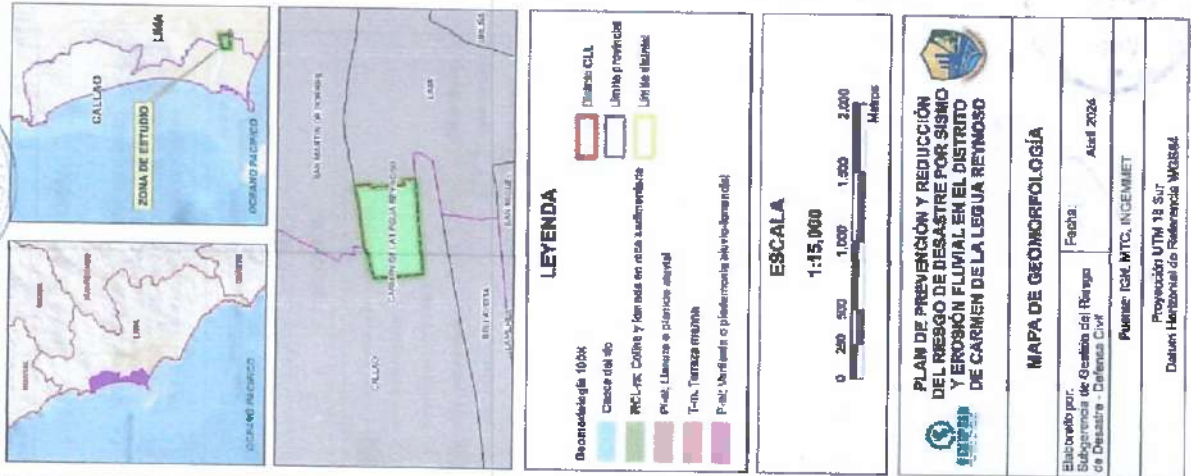 CALLAO
LIMA
ZONA DE ESTUDIO
OCEANO PACIFICO
LIMA
OCEANO PACIFICO
SAN MARTIN DE PORRES
CARMEN DE LA LEGUA REYNOSO
CALLAO
LIMA
BELLAVISTA
SAN MIGUEL
LEYENDA
Geomorfología 100K
Cauce del río
RCL-rs: Colina y lomada en roca sedimentaria
Pl-al: Llanura o planicie aluvial
T-m: Terraza marina
P-at: Vertiente o piedemonte aluvio-torrencial
Distrito CLL
Límite provincial
Límite distrital
ESCALA
1:15,000
0 250 500 1,000 1,500 2,000
Metros
PLAN DE PREVENCIÓN Y REDUCCIÓN
DEL RIESGO DE DESASTRE POR SISMO
Y EROSIÓN FLUVIAL EN EL DISTRITO
DE CARMEN DE LA LEGUA REYNOSO
MAPA DE GEOMORFOLOGÍA
Elaborado por:
Subgerencia de Gestión del Riesgo
de Desastre - Defensa Civil
Fecha:
Abril 2024
Fuente: IGN, MTC, INGEMMET
Proyección UTM 18 Sur
Datum Horizontal de Referencia WGS84